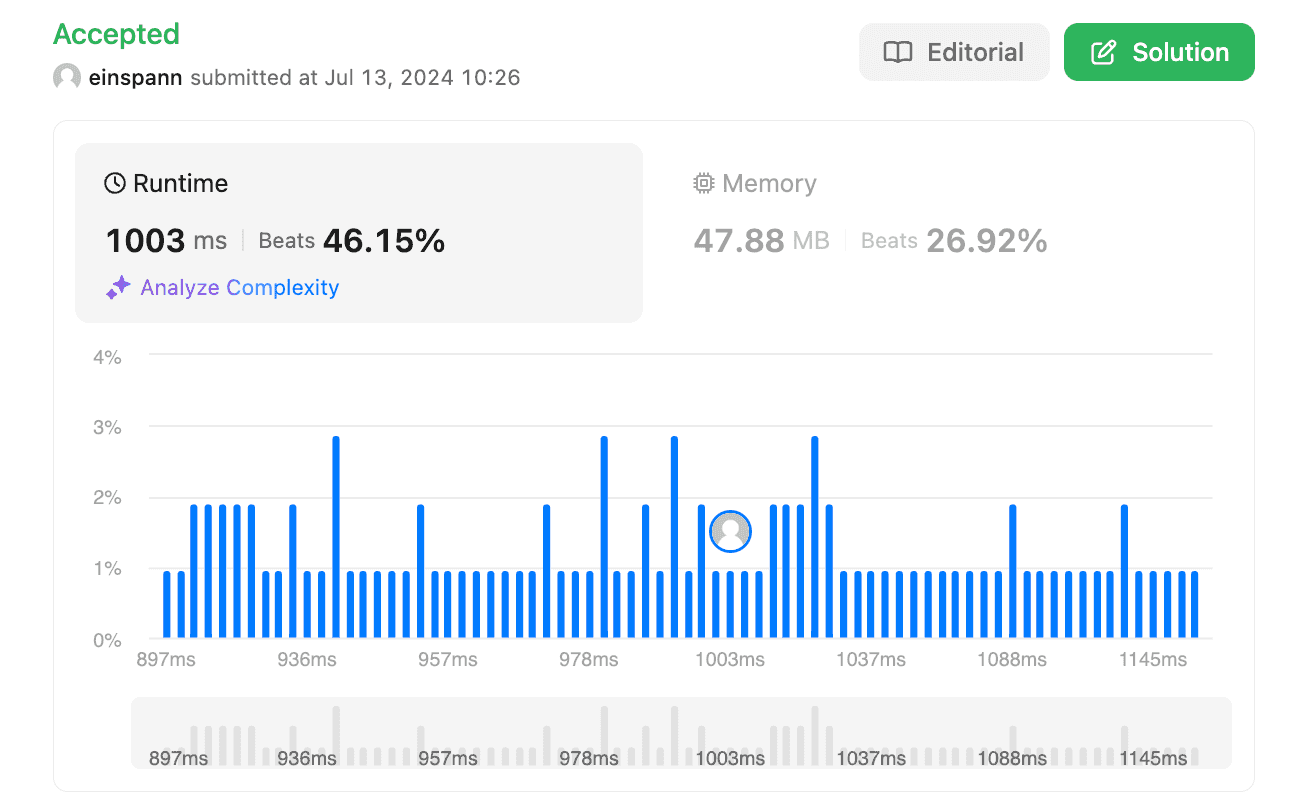 Accepted
Editorial
Solution
einspann submitted at Jul 13, 2024 10:26
Runtime
1003 ms Beats 46.15%
Analyze Complexity
Memory
47.88 MB Beats 26.92%
4%
3%
2%
1%
0%
897ms 936ms 957ms 978ms 1003ms 1037ms 1088ms 1145ms
897ms 936ms 957ms 978ms 1003ms 1037ms 1088ms 1145ms